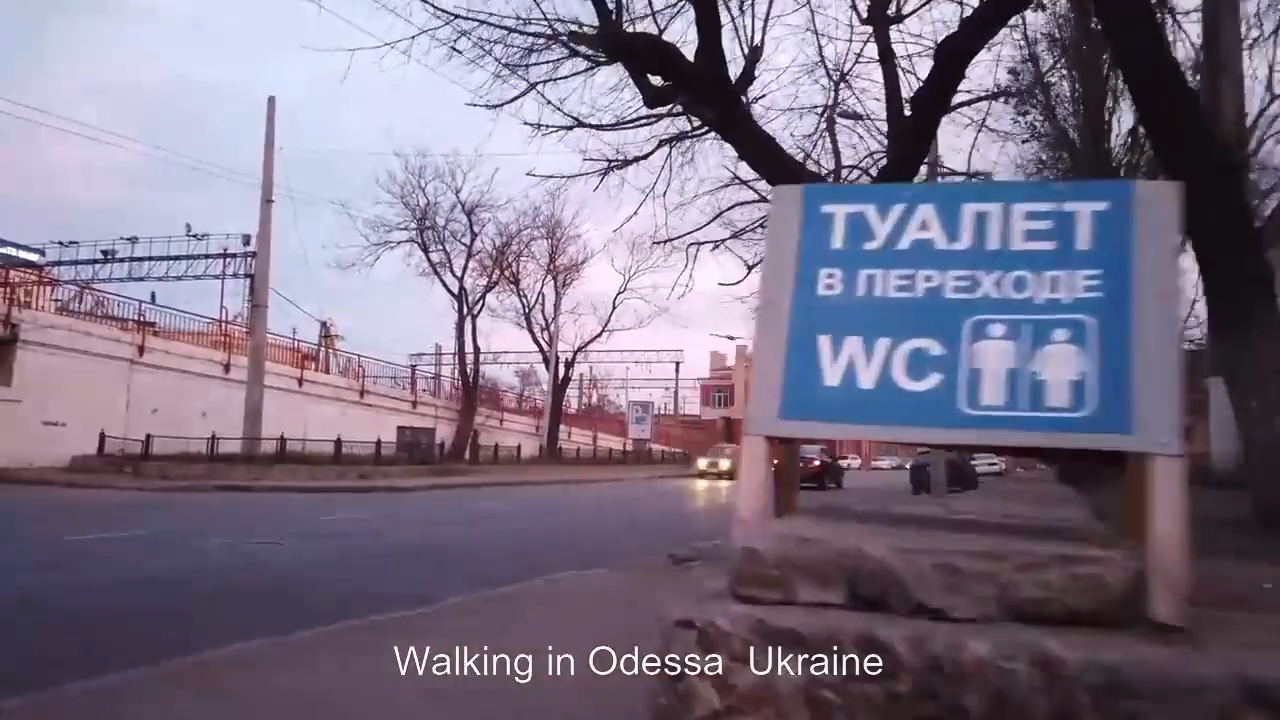 ТУАЛЕТ
В ПЕРЕХОДЕ
WC
Walking in Odessa Ukraine